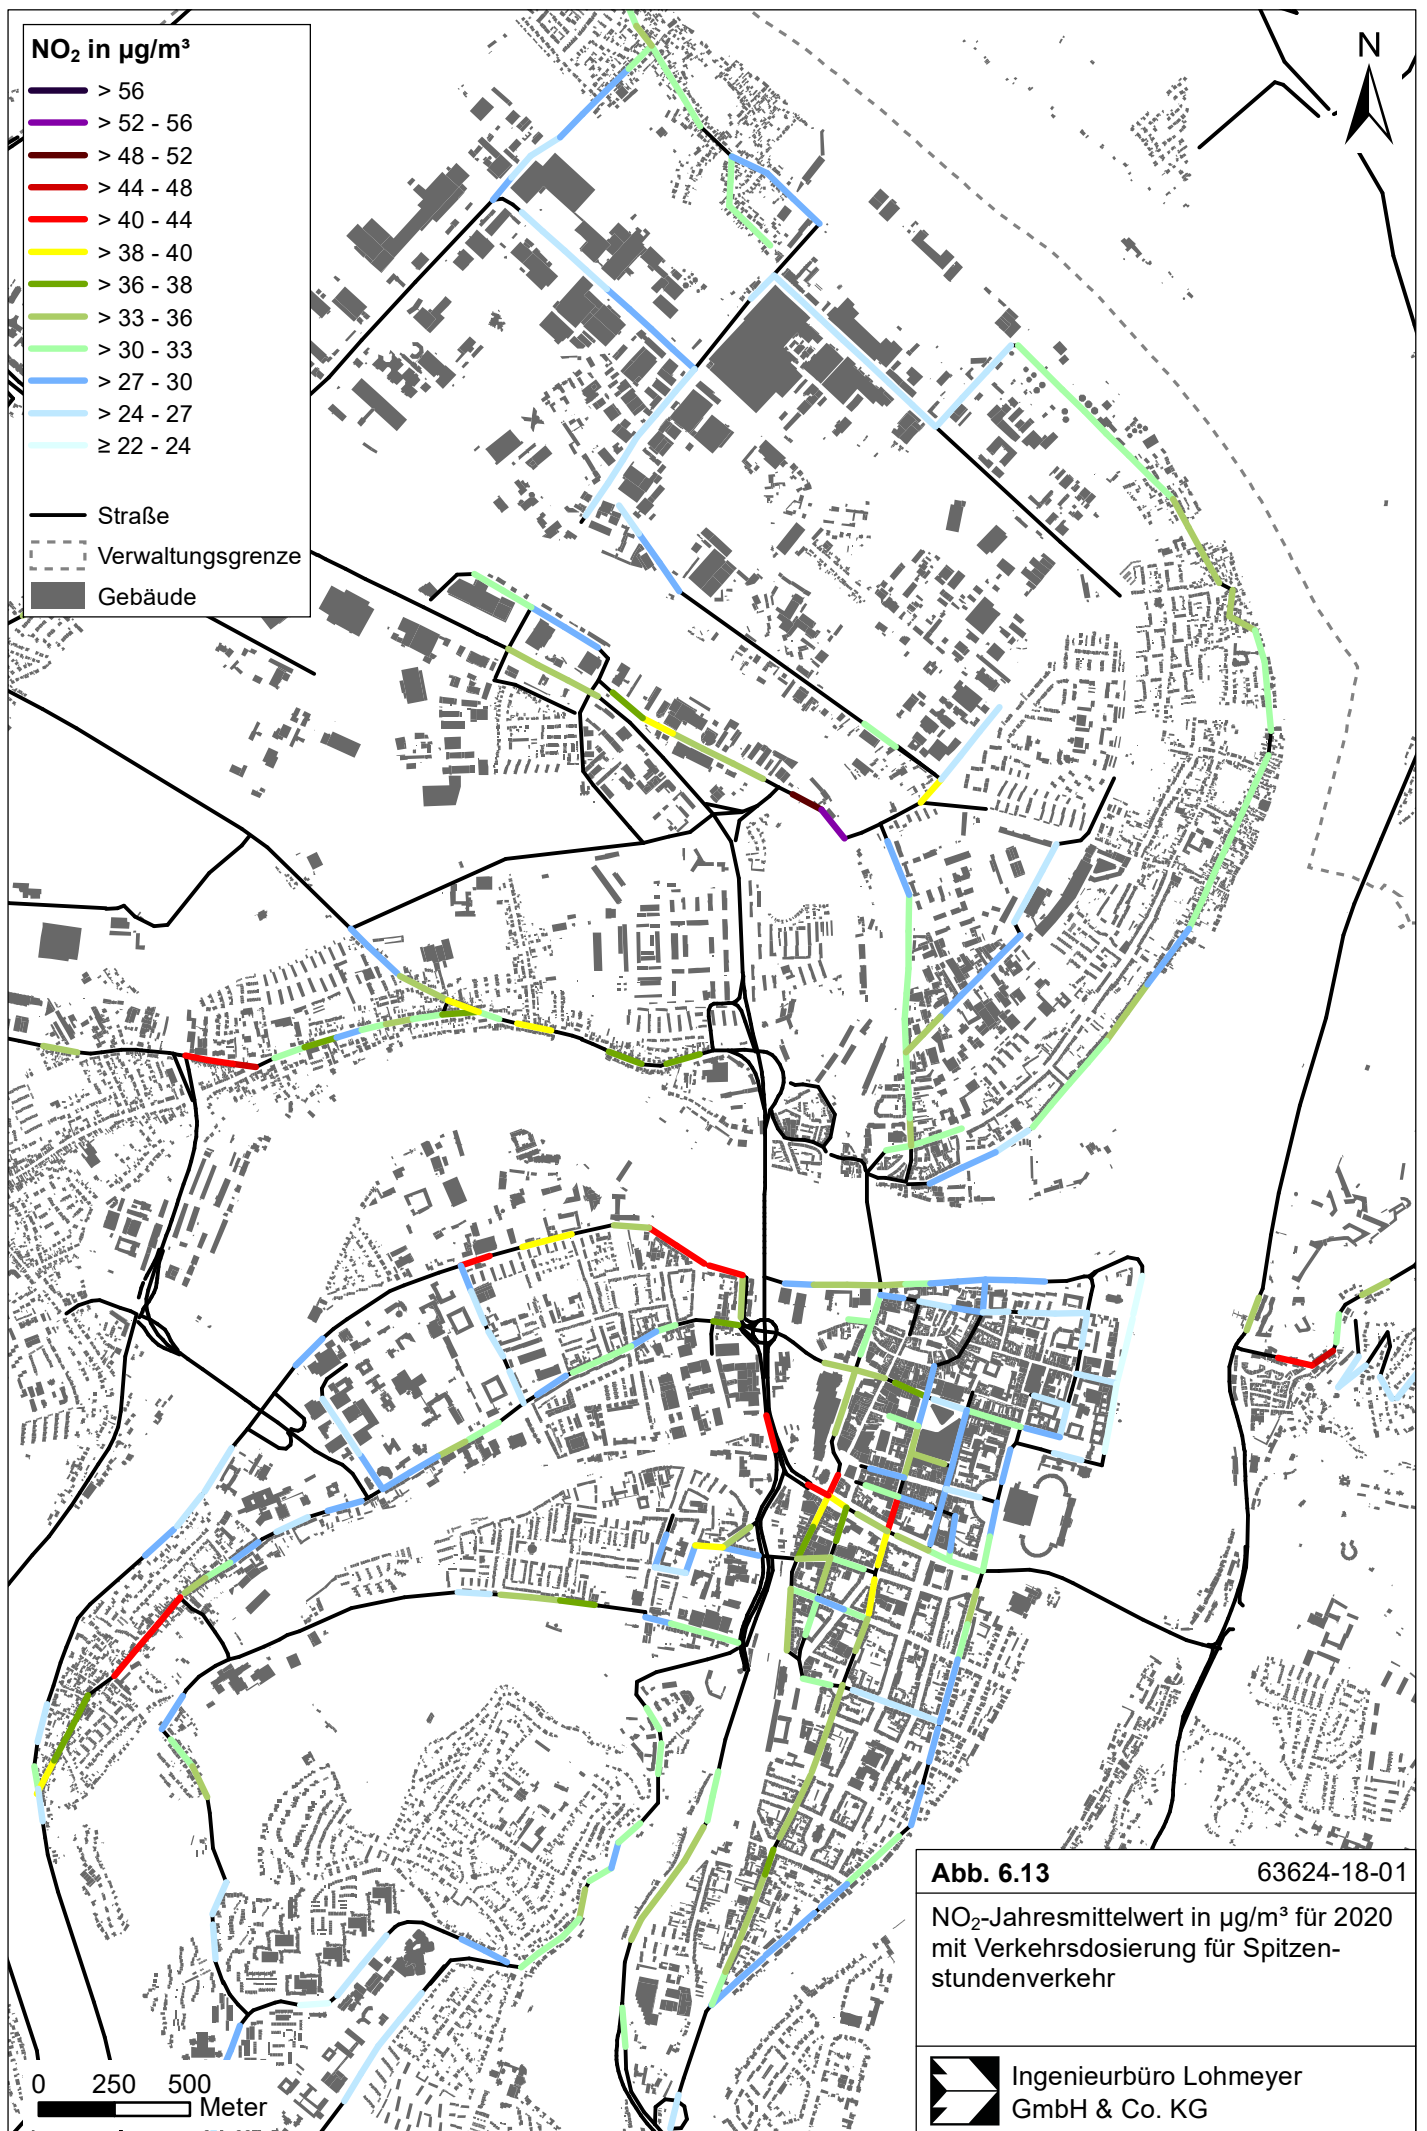 NO₂ in µg/m³
> 56
> 52 - 56
> 48 - 52
> 44 - 48
> 40 - 44
> 38 - 40
> 36 - 38
> 33 - 36
> 30 - 33
> 27 - 30
> 24 - 27
≥ 22 - 24
Straße
Verwaltungsgrenze
Gebäude
N
0 250 500
Meter
Abb. 6.13 63624-18-01
NO₂-Jahresmittelwert in µg/m³ für 2020
mit Verkehrsdosierung für Spitzen-
stundenverkehr
Ingenieurbüro Lohmeyer
GmbH & Co. KG